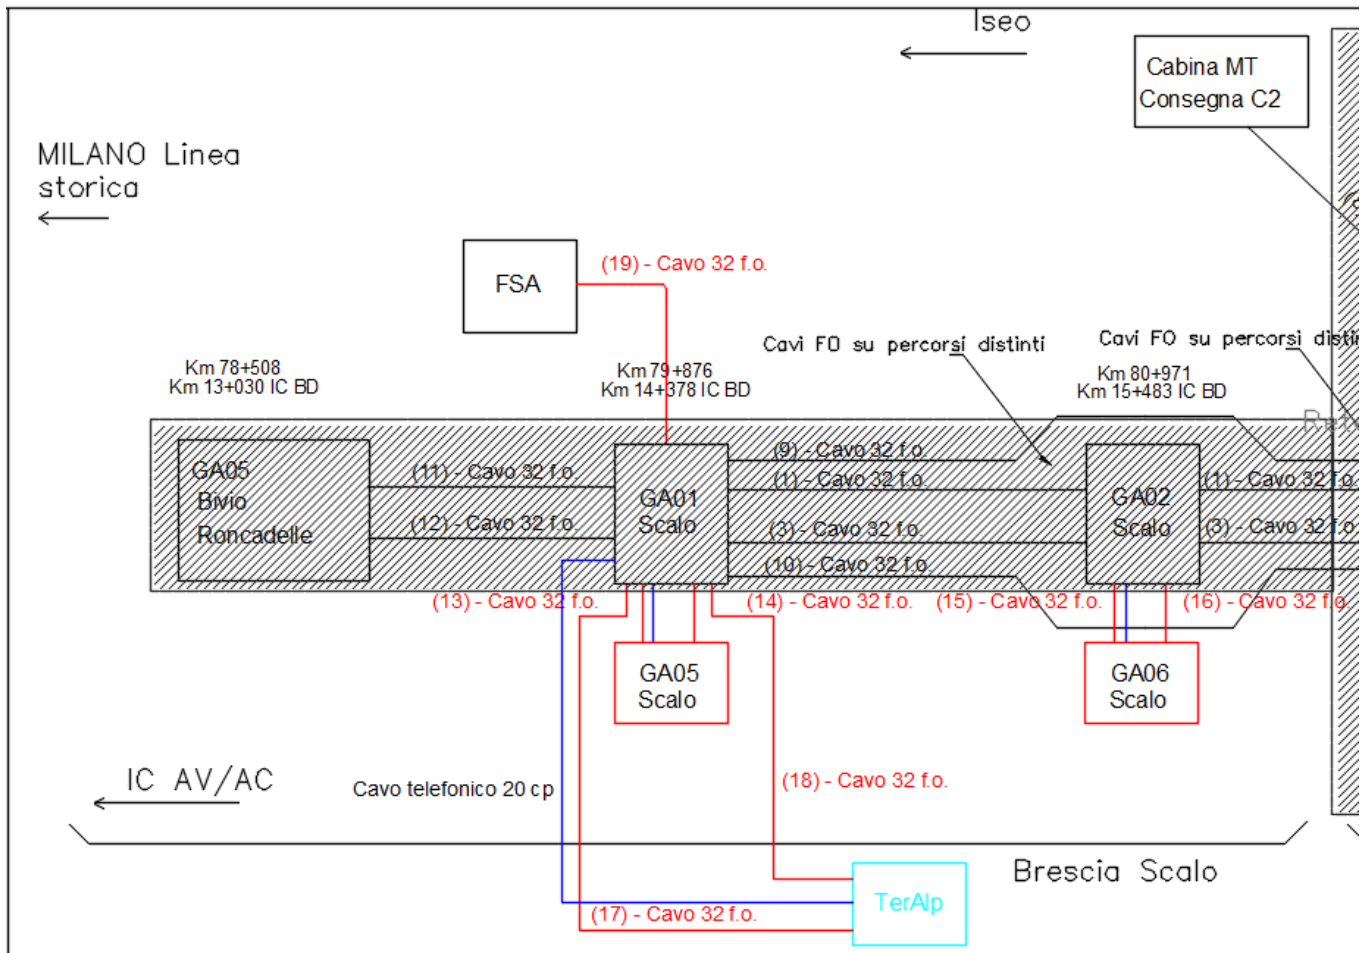 Iseo
Cabina MT
Consegna C2
MILANO Linea
storica
(19) - Cavo 32 f.o.
FSA
Cavi FO su percorsi distinti
Cavi FO su percorsi
Km 78+508
Km 13+030 IC BD
Km 79+876
Km 14+378 IC BD
Km 80+971
Km 15+483 IC BD
GA05
Bivio
Roncadelle
(11) - Cavo 32 f.o.
(12) - Cavo 32 f.o.
GA01
Scalo
(9) - Cavo 32 f.o.
(1) - Cavo 32 f.o.
(3) - Cavo 32 f.o.
(10) - Cavo 32 f.o.
GA02
Scalo
(1) - Cavo 32 f.o.
(3) - Cavo 32 f.o.
(13) - Cavo 32 f.o.
(14) - Cavo 32 f.o.
(15) - Cavo 32 f.o.
(16) - Cavo 32 f.o.
GA05
Scalo
GA06
Scalo
IC AV/AC
Cavo telefonico 20 cp
(18) - Cavo 32 f.o.
Brescia Scalo
TerAlp
(17) - Cavo 32 f.o.